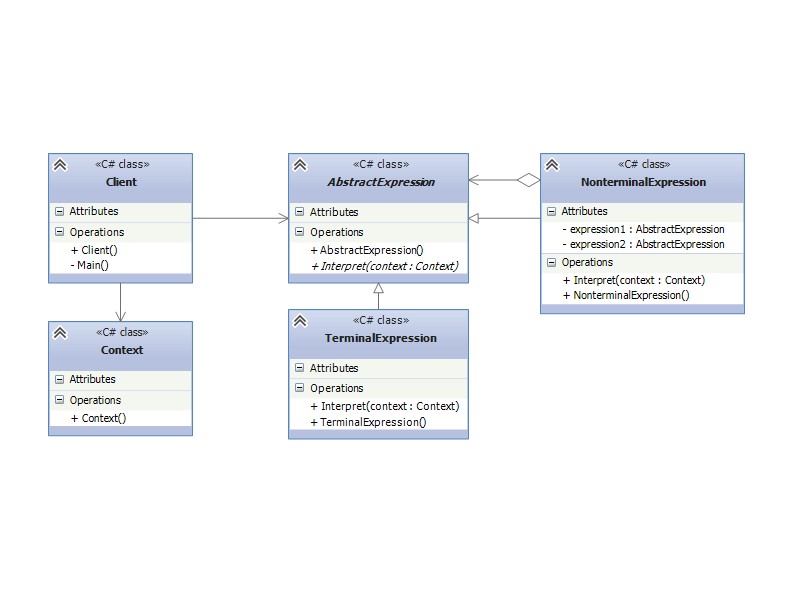 «C# class»
Client
Attributes
Operations
+ Client()
- Main()
«C# class»
AbstractExpression
Attributes
Operations
+ AbstractExpression()
+ Interpret(context : Context)
«C# class»
NonterminalExpression
Attributes
- expression1 : AbstractExpression
- expression2 : AbstractExpression
Operations
+ Interpret(context : Context)
+ NonterminalExpression()
«C# class»
Context
Attributes
Operations
+ Context()
«C# class»
TerminalExpression
Attributes
Operations
+ Interpret(context : Context)
+ TerminalExpression()